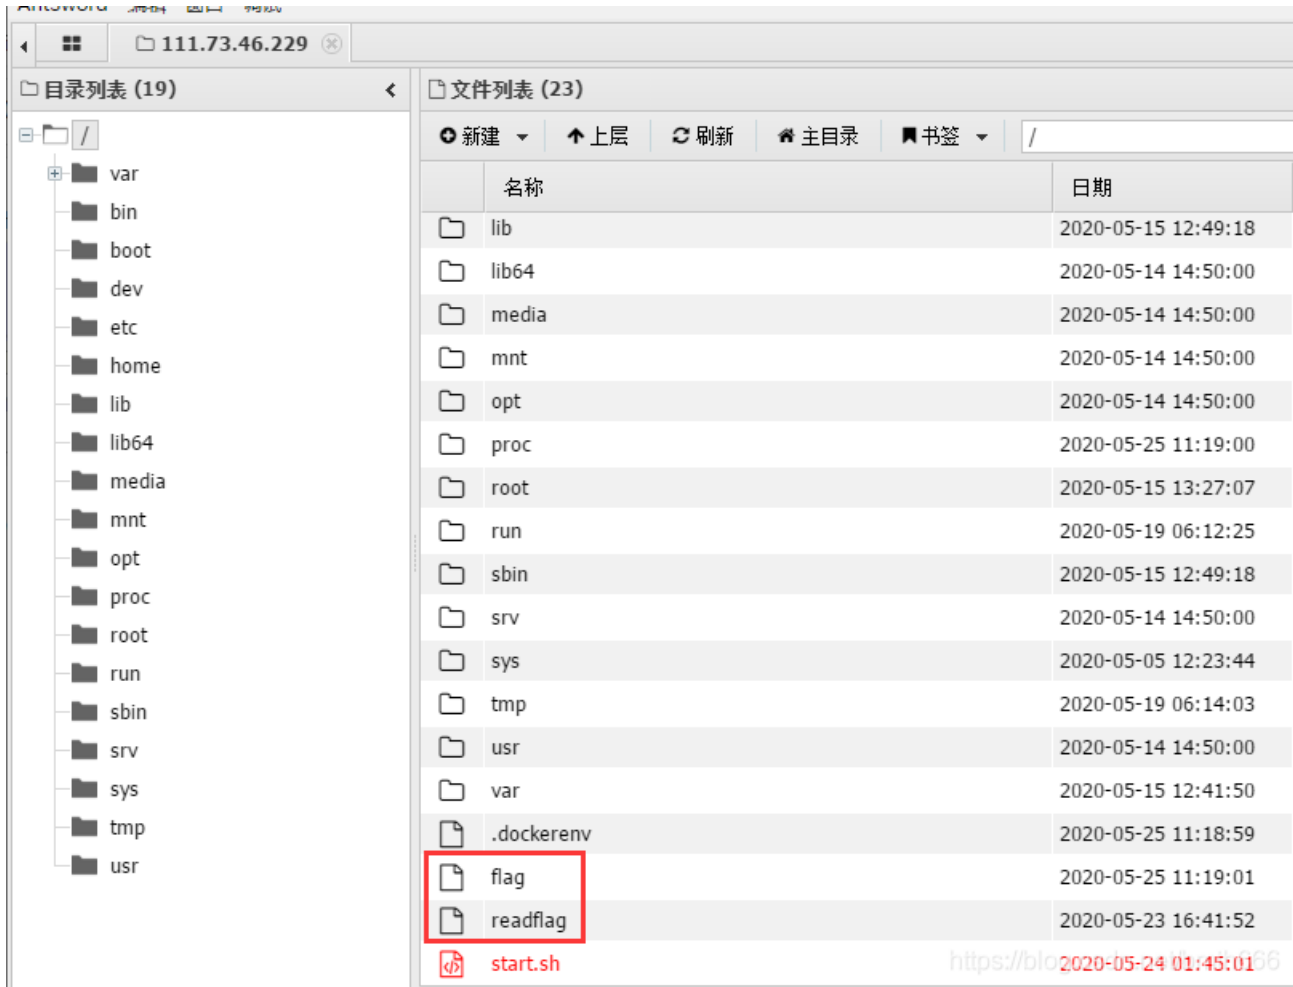 AntSword 编辑 窗口 调试
111.73.46.229
目录列表 (19)
/
var
bin
boot
dev
etc
home
lib
lib64
media
mnt
opt
proc
root
run
sbin
srv
sys
tmp
usr
文件列表 (23)
新建 上层 刷新 主目录 书签 /
名称 日期
lib 2020-05-15 12:49:18
lib64 2020-05-14 14:50:00
media 2020-05-14 14:50:00
mnt 2020-05-14 14:50:00
opt 2020-05-14 14:50:00
proc 2020-05-25 11:19:00
root 2020-05-15 13:27:07
run 2020-05-19 06:12:25
sbin 2020-05-15 12:49:18
srv 2020-05-14 14:50:00
sys 2020-05-05 12:23:44
tmp 2020-05-19 06:14:03
usr 2020-05-14 14:50:00
var 2020-05-15 12:41:50
.dockerenv 2020-05-25 11:18:59
flag 2020-05-25 11:19:01
readflag 2020-05-23 16:41:52
start.sh 2020-05-24 01:45:01